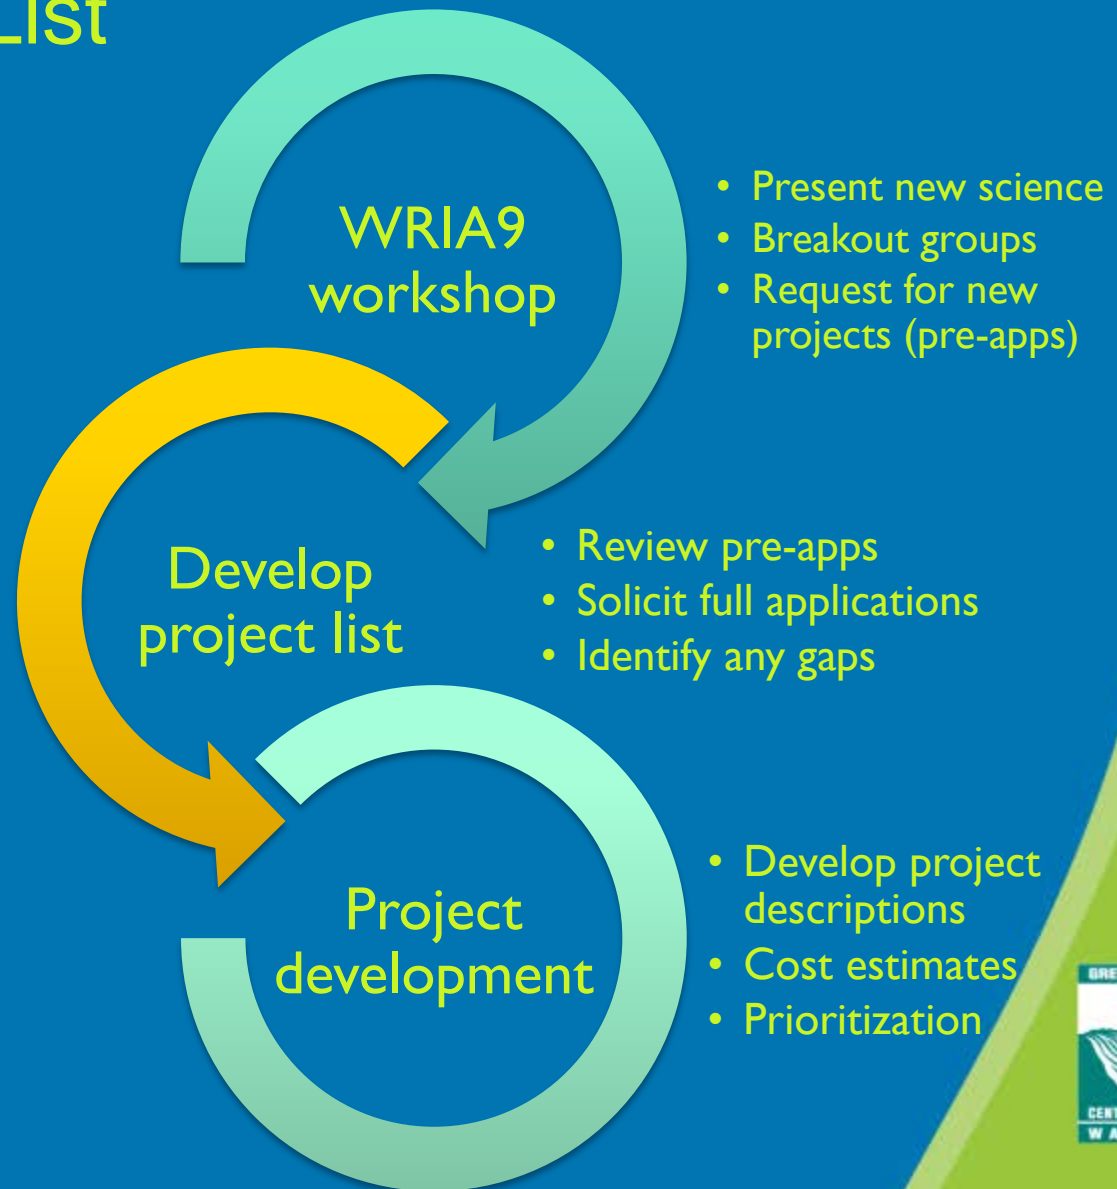 List
WRIA9
workshop
• Present new science
• Breakout groups
• Request for new
projects (pre-apps)
Develop
project list
• Review pre-apps
• Solicit full applications
• Identify any gaps
Project
development
• Develop project
descriptions
• Cost estimates
• Prioritization